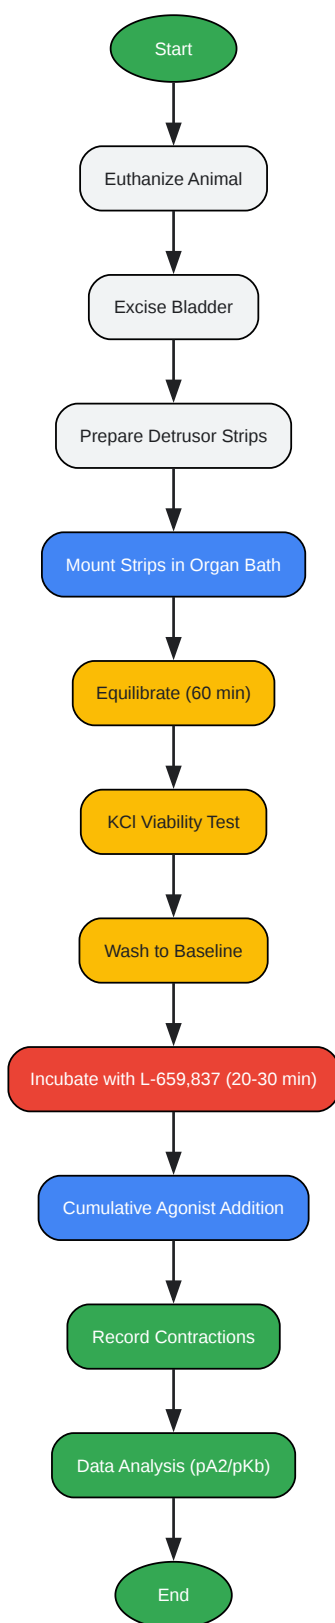 Start
Euthanize Animal
Excise Bladder
Prepare Detrusor Strips
Mount Strips in Organ Bath
Equilibrate (60 min)
KCl Viability Test
Wash to Baseline
Incubate with L-659,837 (20-30 min)
Cumulative Agonist Addition
Record Contractions
Data Analysis (pA2/pKb)
End